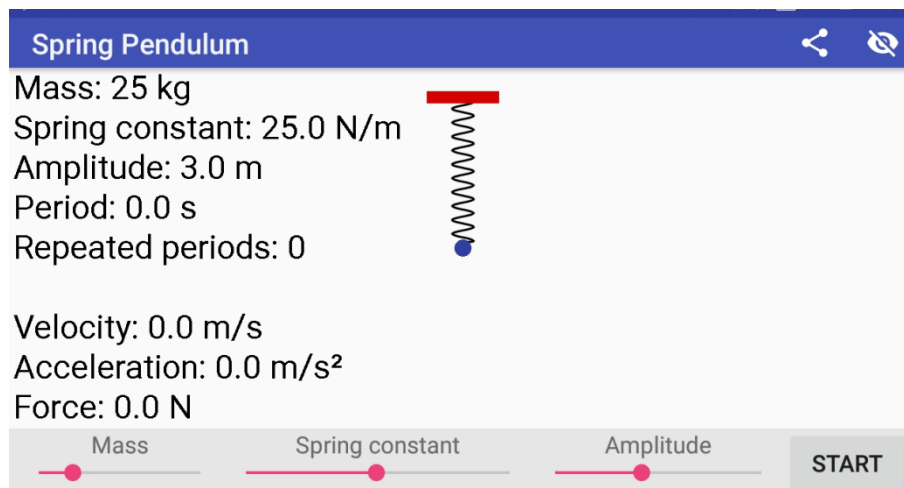 Spring Pendulum
Mass: 25 kg
Spring constant: 25.0 N/m
Amplitude: 3.0 m
Period: 0.0 s
Repeated periods: 0
Velocity: 0.0 m/s
Acceleration: 0.0 m/s²
Force: 0.0 N
Mass Spring constant Amplitude
START